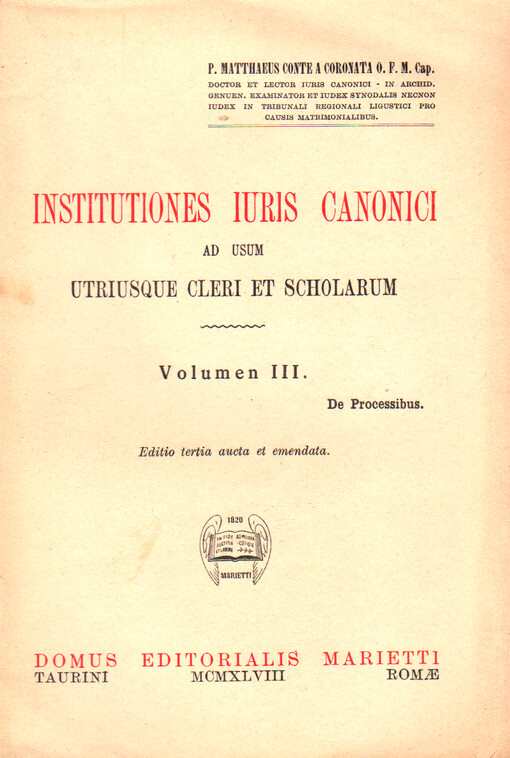 P. MATTHAEUS CONTE A CORONATA O. F. M. Cap.
DOCTOR ET LECTOR IURIS CANONICI - IN ARCHID.
GENUEN. EXAMINATOR ET IUDEX SYNODALIS NECNON
IUDEX IN TRIBUNALI REGIONALI LIGUSTICI PRO
CAUSIS MATRIMONIALIBUS.
INSTITUTIONES IURIS CANONICI
AD USUM
UTRIUSQUE CLERI ET SCHOLARUM
Volumen III.
De Processibus.
Editio tertia aucta et emendata.
1820
MARIETTI
DOMUS EDITORIALIS MARIETTI
TAURINI MCMXLVIII ROMÆ